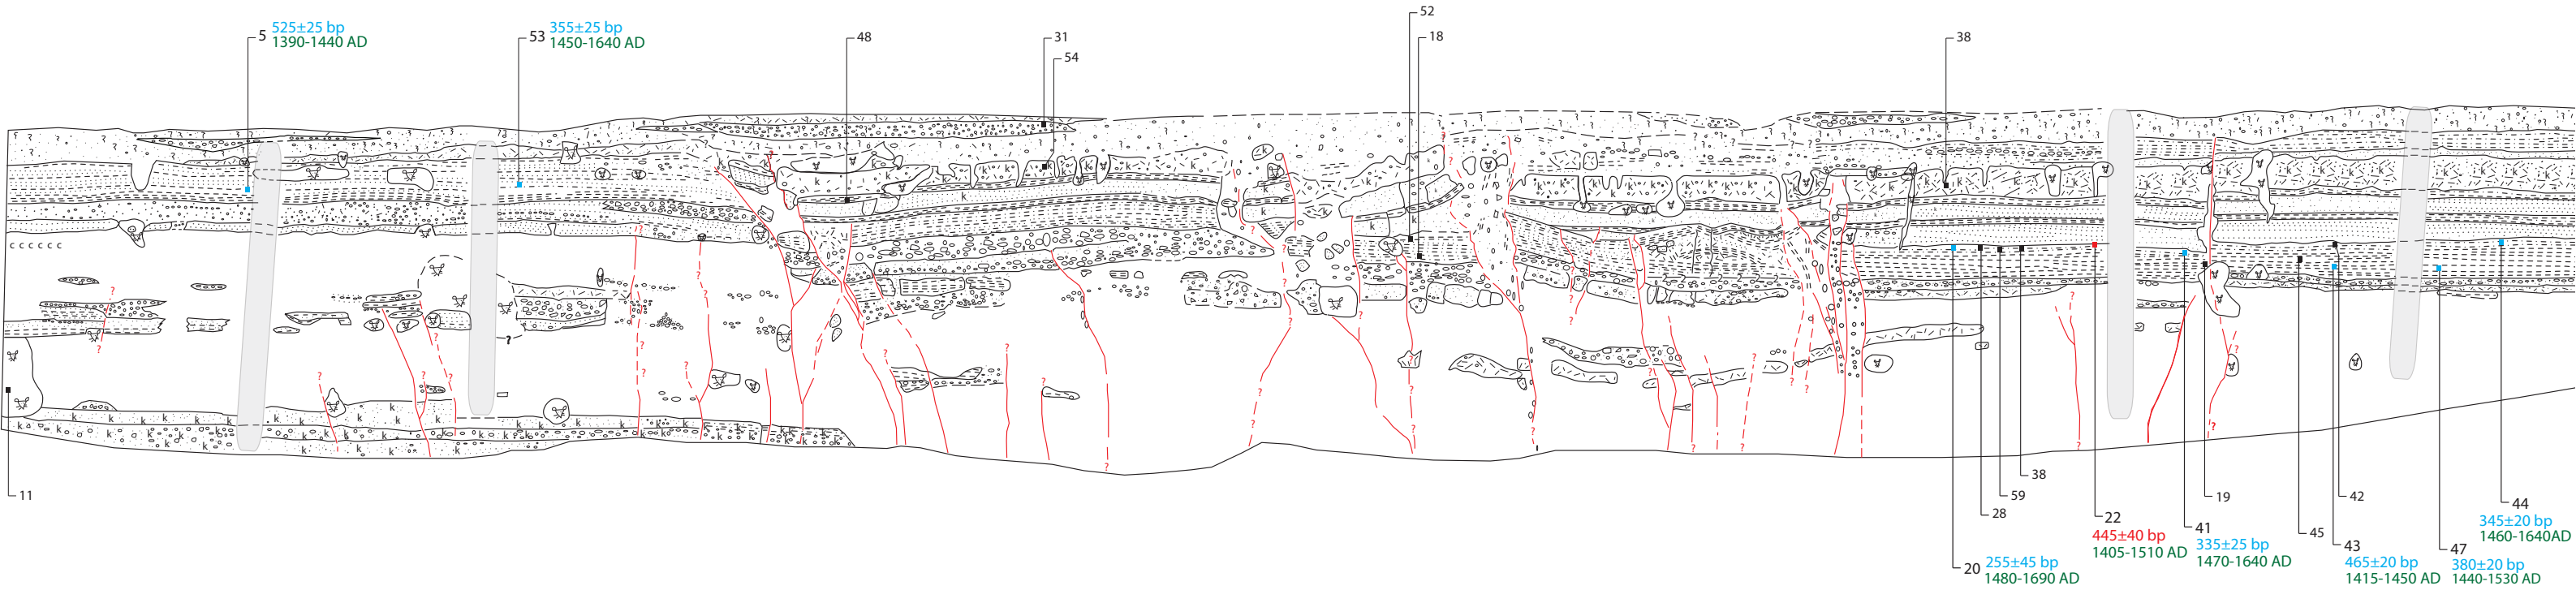 5 525±25 bp
1390-1440 AD
53 355±25 bp
1450-1640 AD
48
31
54
52
18
38
c c c c c c
11
20 255±45 bp
1480-1690 AD
28
59
38
22
445±40 bp
1405-1510 AD
41
335±25 bp
1470-1640 AD
19
45
42
43
465±20 bp
1415-1450 AD
47
380±20 bp
1440-1530 AD
44
345±20 bp
1460-1640AD